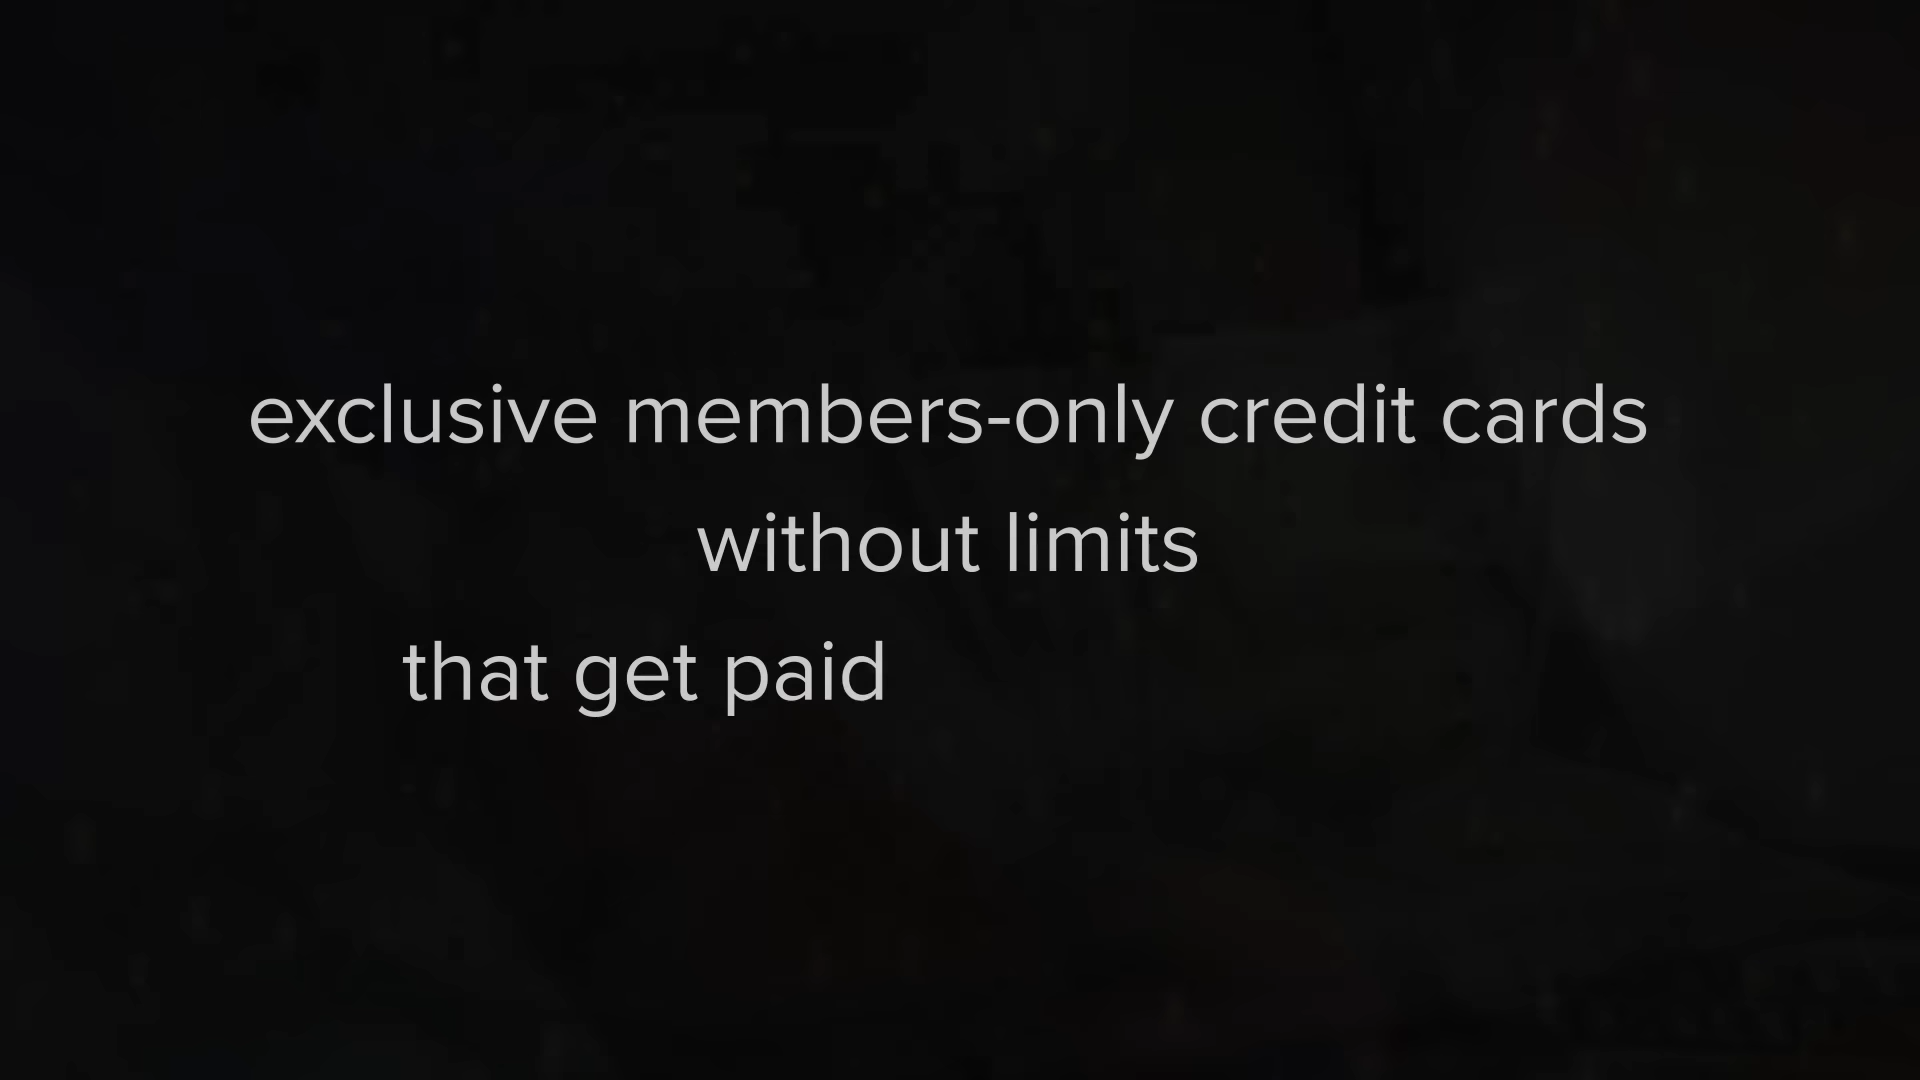 exclusive members-only credit cards
without limits
that get paid